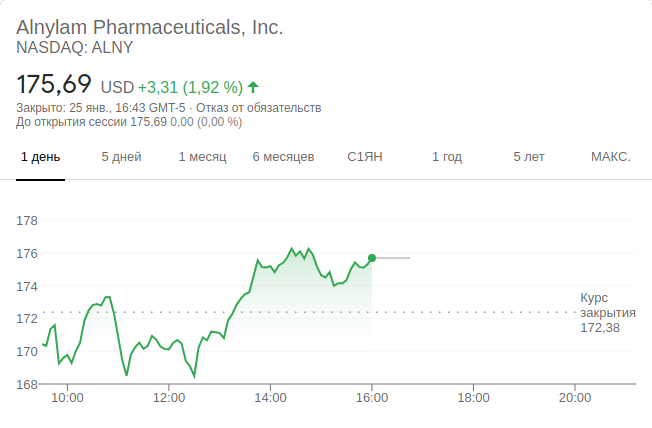 Alnylam Pharmaceuticals, Inc.
NASDAQ: ALNY
175,69 USD +3,31 (1,92 %)
Закрыто: 25 янв., 16:43 GMT-5 · Отказ от обязательств
До открытия сессии 175,69 0,00 (0,00 %)
1 день 5 дней 1 месяц 6 месяцев С1ЯН 1 год 5 лет МАКС.
178
176
174
Курс
закрытия
172,38
172
170
168
10:00 12:00 14:00 16:00 18:00 20:00